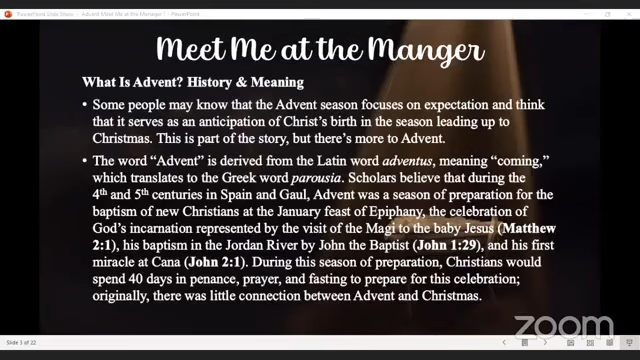 PowerPoint Slide Show - Advent Meet Me at the Manger - PowerPoint
Meet Me at the Manger
What Is Advent? History & Meaning
• Some people may know that the Advent season focuses on expectation and think
that it serves as an anticipation of Christ's birth in the season leading up to
Christmas. This is part of the story, but there's more to Advent.
• The word “Advent” is derived from the Latin word adventus, meaning “coming,”
which translates to the Greek word parousia. Scholars believe that during the
4th and 5th centuries in Spain and Gaul, Advent was a season of preparation for the
baptism of new Christians at the January feast of Epiphany, the celebration of
God's incarnation represented by the visit of the Magi to the baby Jesus (Matthew
2:1), his baptism in the Jordan River by John the Baptist (John 1:29), and his first
miracle at Cana (John 2:1). During this season of preparation, Christians would
spend 40 days in penance, prayer, and fasting to prepare for this celebration;
originally, there was little connection between Advent and Christmas.
Slide 3 of 22
zoom